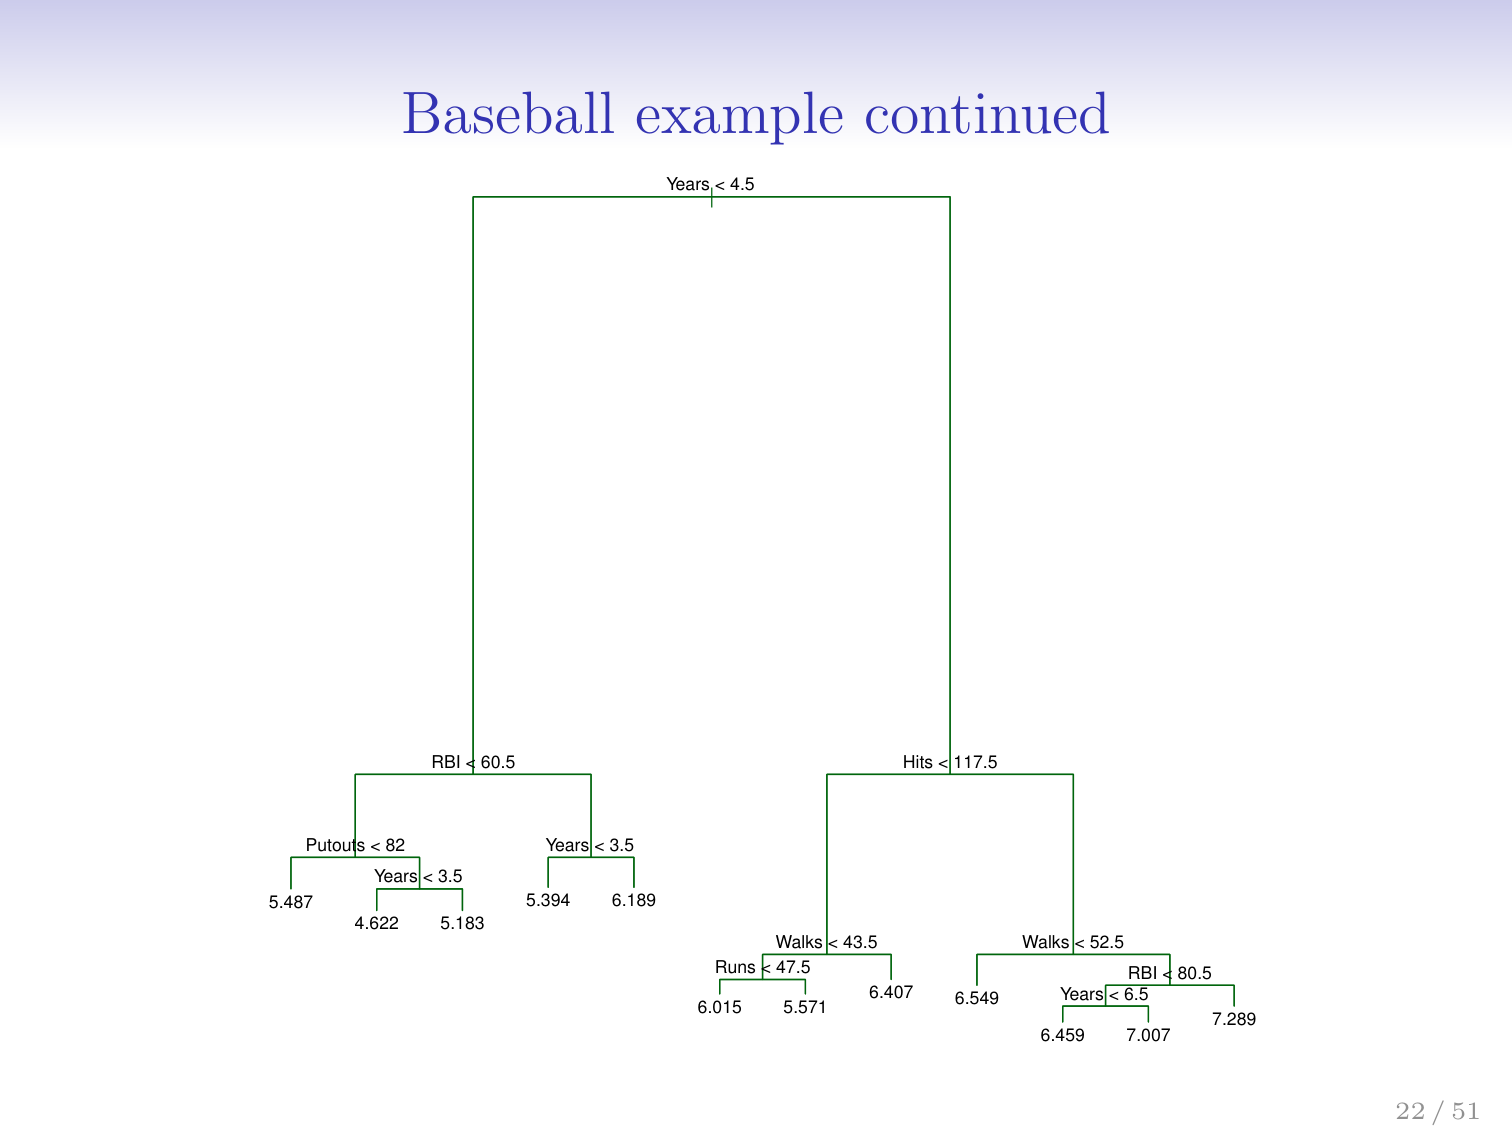 Baseball example continued
Years < 4.5
RBI < 60.5
Hits < 117.5
Putouts < 82
Years < 3.5
Years < 3.5
5.487
4.622
5.183
5.394
6.189
Walks < 43.5
Walks < 52.5
Runs < 47.5
RBI < 80.5
Years < 6.5
6.015
5.571
6.407
6.549
6.459
7.007
7.289
22 / 51